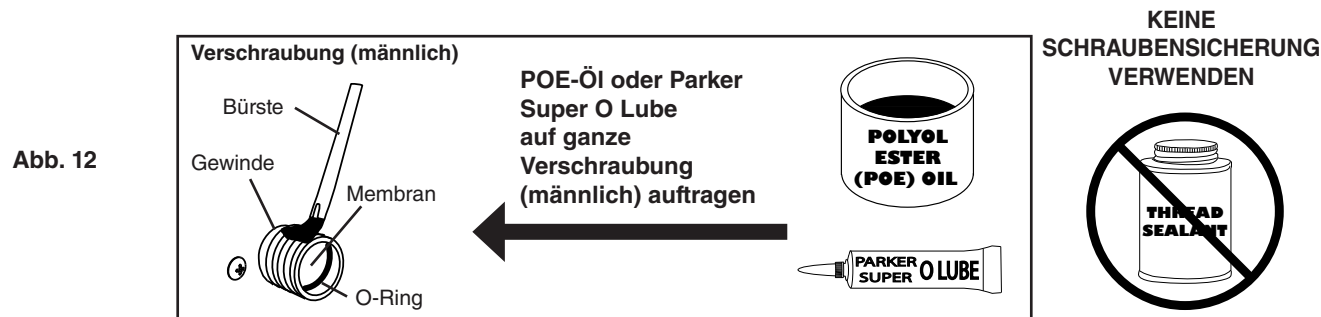 Abb. 12
Verschraubung (männlich)
Bürste
Gewinde
Membran
O-Ring
POE-Öl oder Parker
Super O Lube
auf ganze
Verschraubung
(männlich) auftragen
POLYOL
ESTER
(POE) OIL
PARKER
SUPER
O LUBE
KEINE
SCHRAUBENSICHERUNG
VERWENDEN
THREAD
SEALANT